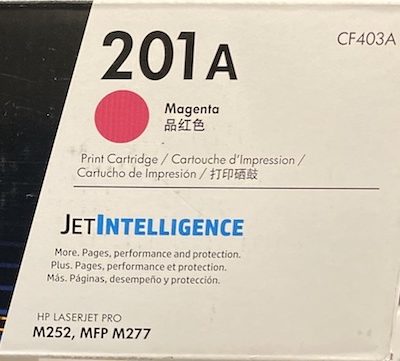 201A
CF403A
Magenta
品红色
Print Cartridge / Cartouche d'Impression /
Cartucho de Impresión / 打印硒鼓
JETINTELLIGENCE
More. Pages, performance and protection.
Plus. Pages, performance et protection.
Más. Páginas, desempeño y protección.
HP LASERJET PRO
M252, MFP M277